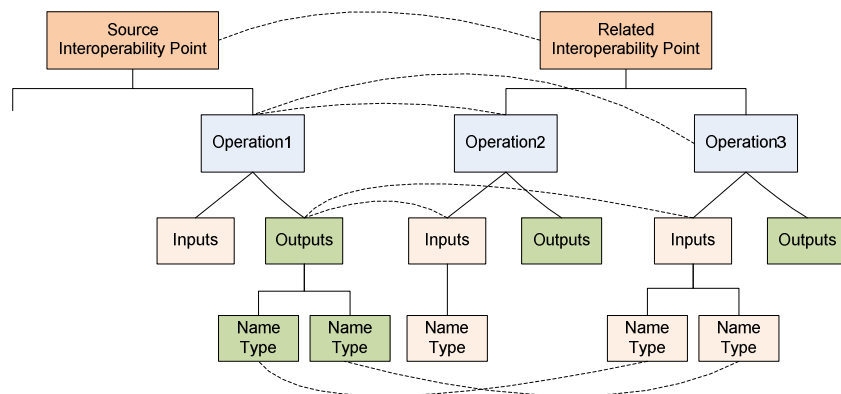 Source
Interoperability Point
Related
Interoperability Point
Operation1
Operation2
Operation3
Inputs
Outputs
Inputs
Outputs
Inputs
Outputs
Name
Type
Name
Type
Name
Type
Name
Type
Name
Type